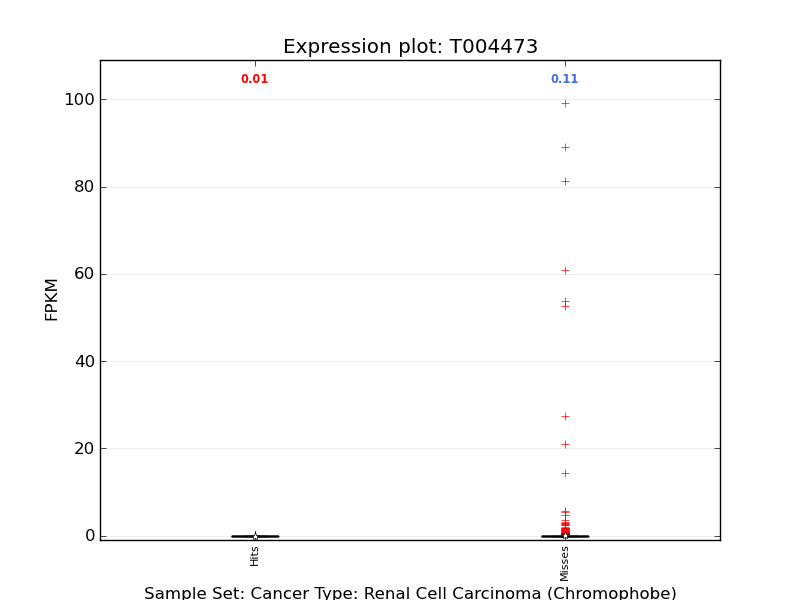 Expression plot: T004473
0.01
0.11
100
80
60
40
20
0
FPKM
Hits
Misses
Sample Set: Cancer Type: Renal Cell Carcinoma (Chromophobe)